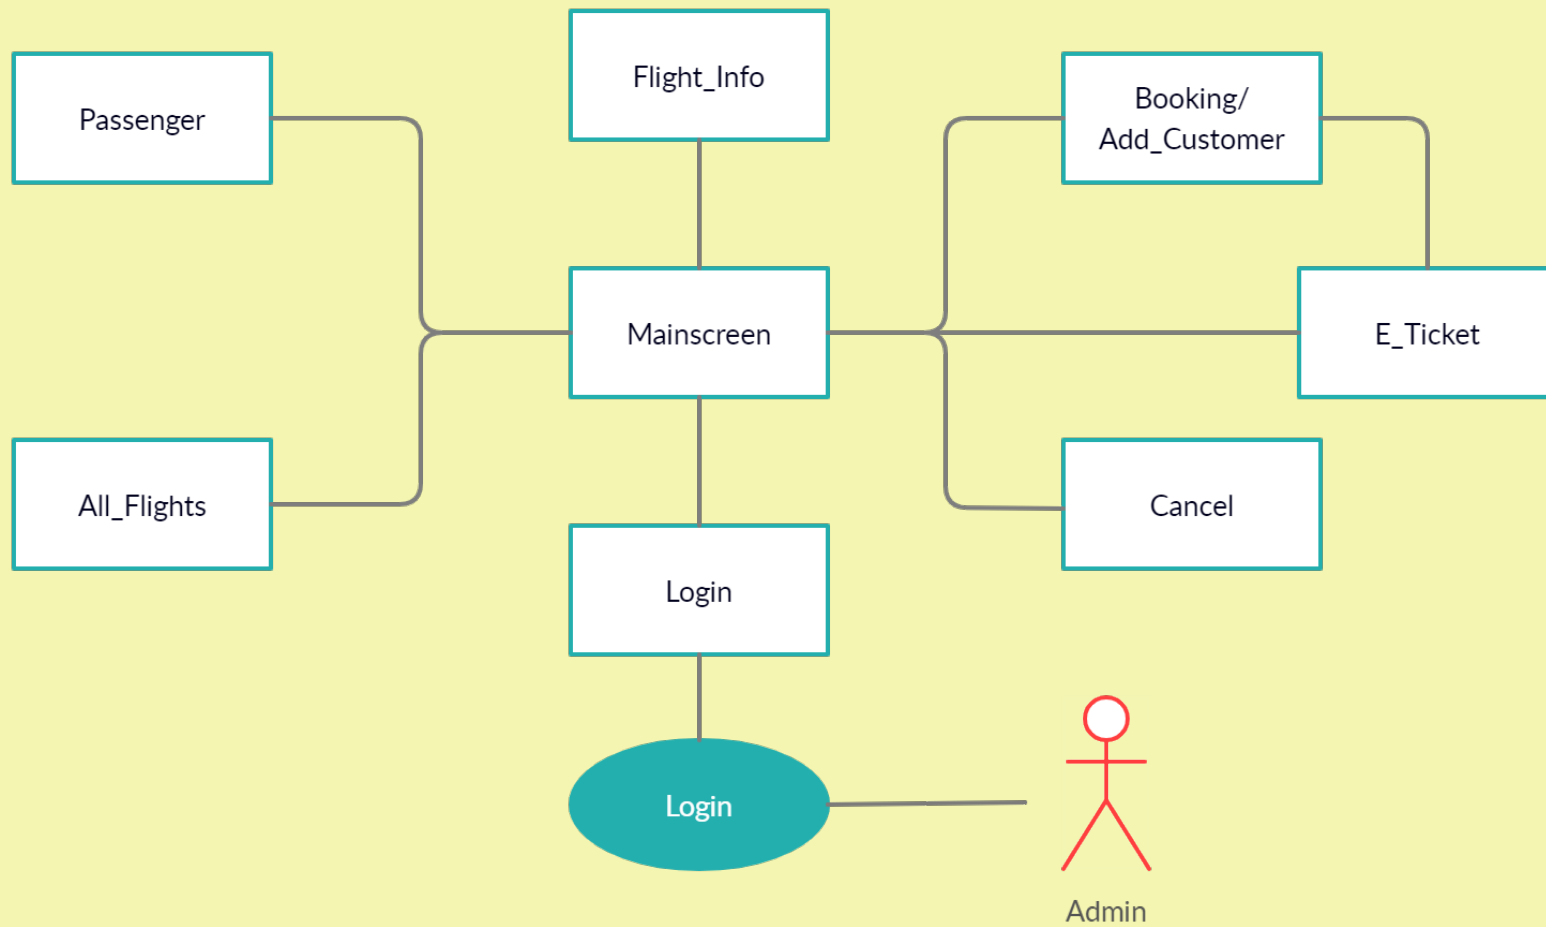 Flight_Info
Passenger
Booking/
Add_Customer
Mainscreen
E_Ticket
All_Flights
Cancel
Login
Login
Admin